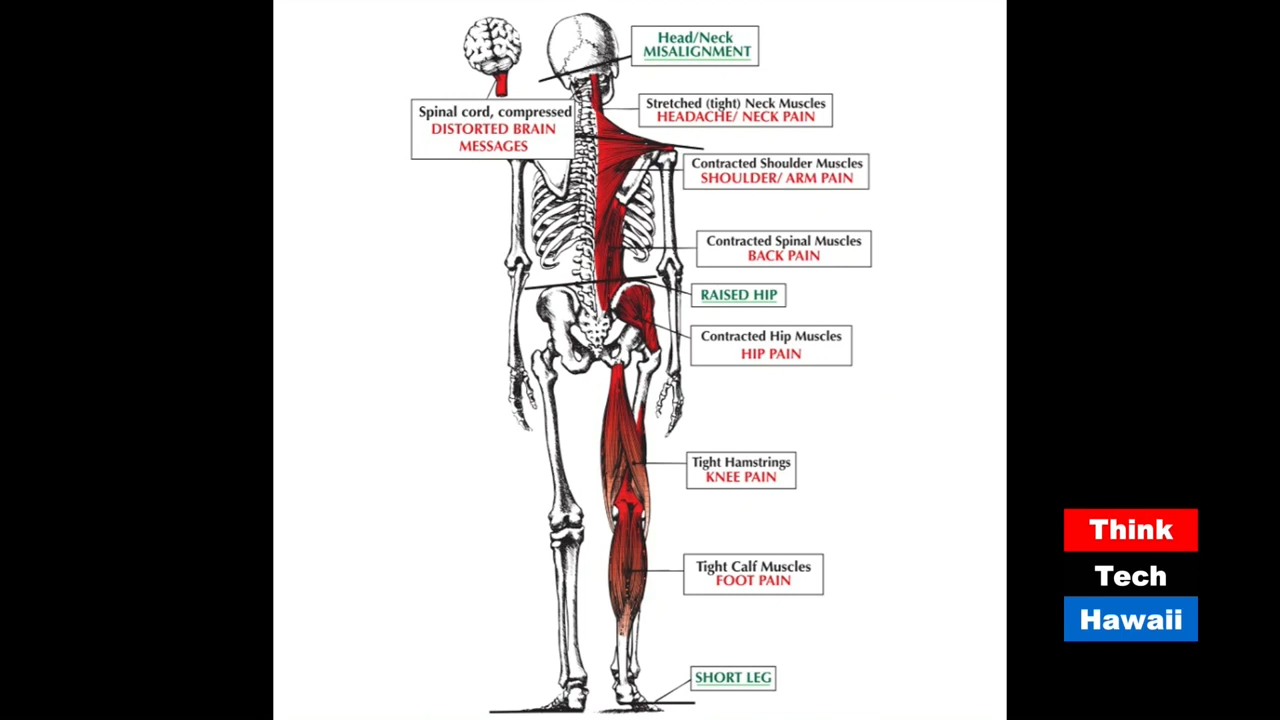 Head/Neck
MISALIGNMENT
Spinal cord, compressed
DISTORTED BRAIN
MESSAGES
Stretched (tight) Neck Muscles
HEADACHE/ NECK PAIN
Contracted Shoulder Muscles
SHOULDER/ ARM PAIN
Contracted Spinal Muscles
BACK PAIN
RAISED HIP
Contracted Hip Muscles
HIP PAIN
Tight Hamstrings
KNEE PAIN
Tight Calf Muscles
FOOT PAIN
SHORT LEG
Think
Tech
Hawaii